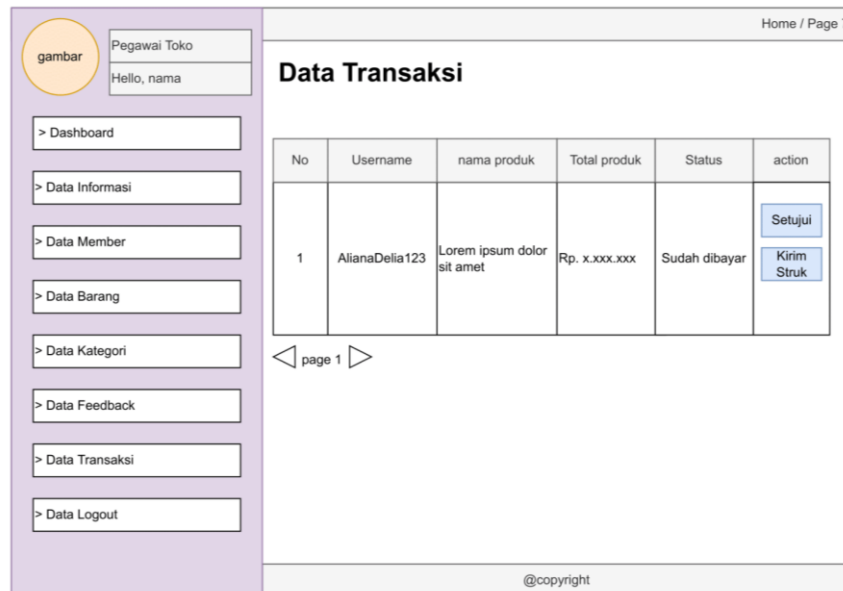 Home / Page
gambar
Pegawai Toko
Hello, nama
Data Transaksi
> Dashboard
> Data Informasi
> Data Member
> Data Barang
> Data Kategori
> Data Feedback
> Data Transaksi
> Data Logout
No Username nama produk Total produk Status action
1 AlianaDelia123 Lorem ipsum dolor
sit amet Rp. x.xxx.xxx Sudah dibayar
Setujui
Kirim
Struk
page 1
@copyright